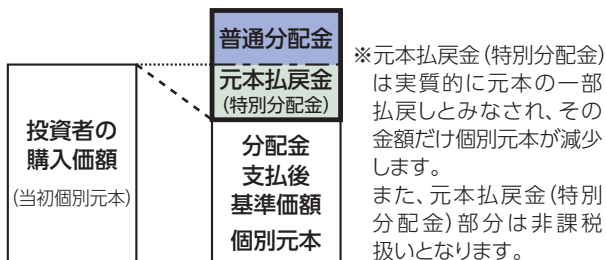 普通分配金
元本払戻金
(特別分配金)
投資者の
購入価額
(当初個別元本)
分配金
支払後
基準価額
個別元本
※元本払戻金(特別分配金)
は実質的に元本の一部
払戻しとみなされ、その
金額だけ個別元本が減少
します。
また、元本払戻金(特別
分配金)部分は非課税
扱いとなります。